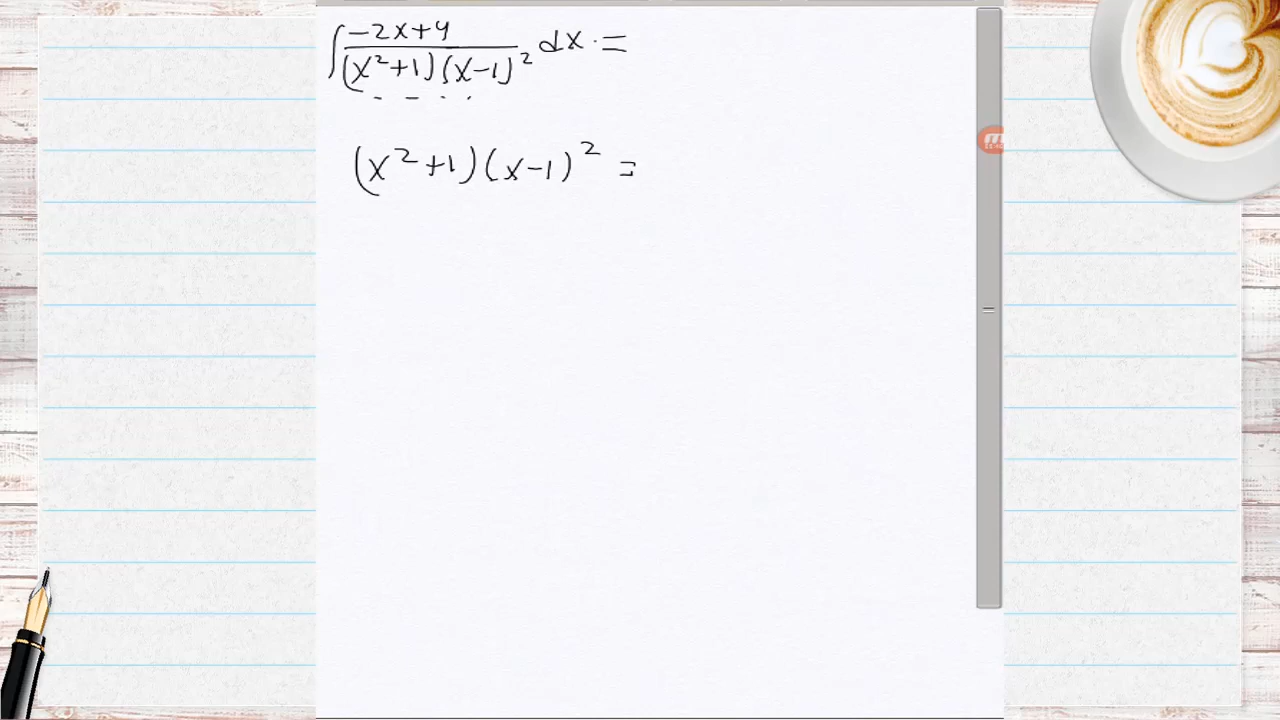 ∫ -2x+4 / (x²+1)(x-1)² dx =
(x²+1)(x-1)² =